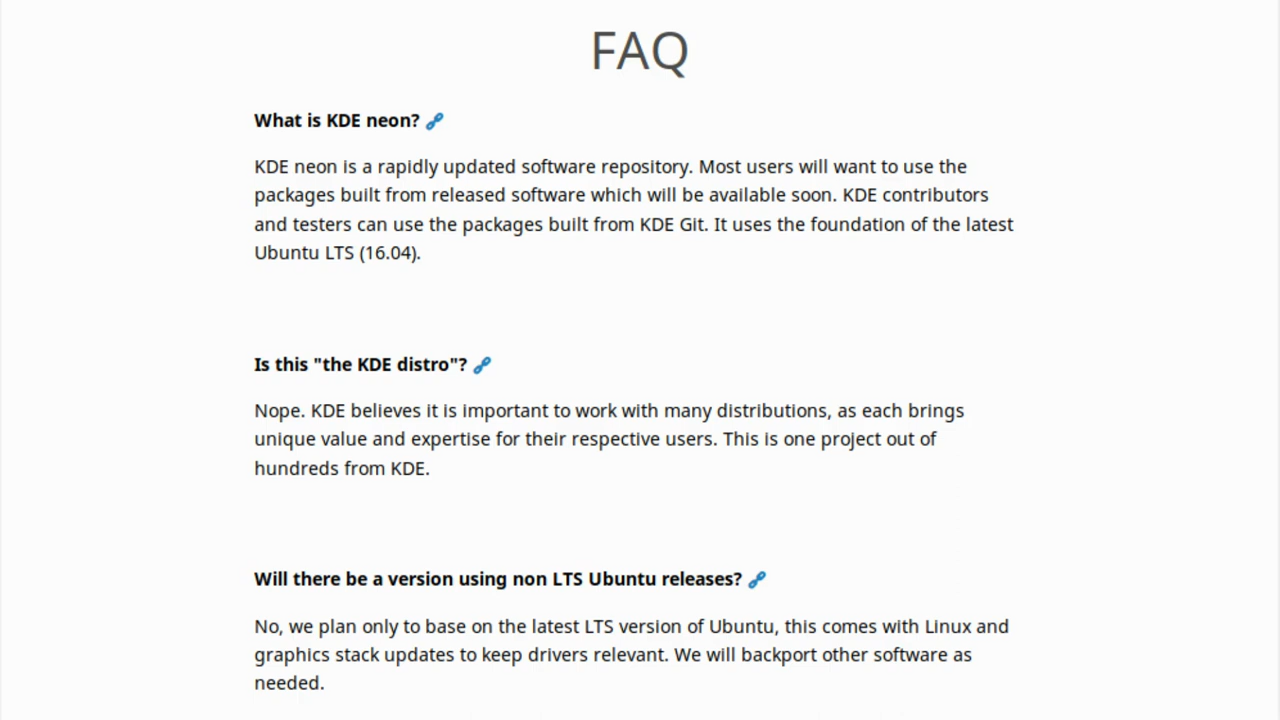 FAQ
What is KDE neon?
KDE neon is a rapidly updated software repository. Most users will want to use the
packages built from released software which will be available soon. KDE contributors
and testers can use the packages built from KDE Git. It uses the foundation of the latest
Ubuntu LTS (16.04).
Is this "the KDE distro"?
Nope. KDE believes it is important to work with many distributions, as each brings
unique value and expertise for their respective users. This is one project out of
hundreds from KDE.
Will there be a version using non LTS Ubuntu releases?
No, we plan only to base on the latest LTS version of Ubuntu, this comes with Linux and
graphics stack updates to keep drivers relevant. We will backport other software as
needed.